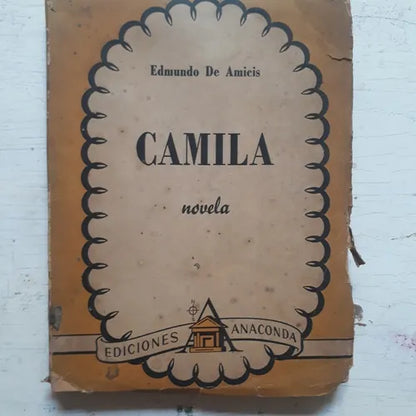 Edmundo De Amicis
CAMILA
novela
EDICIONES ANACONDA